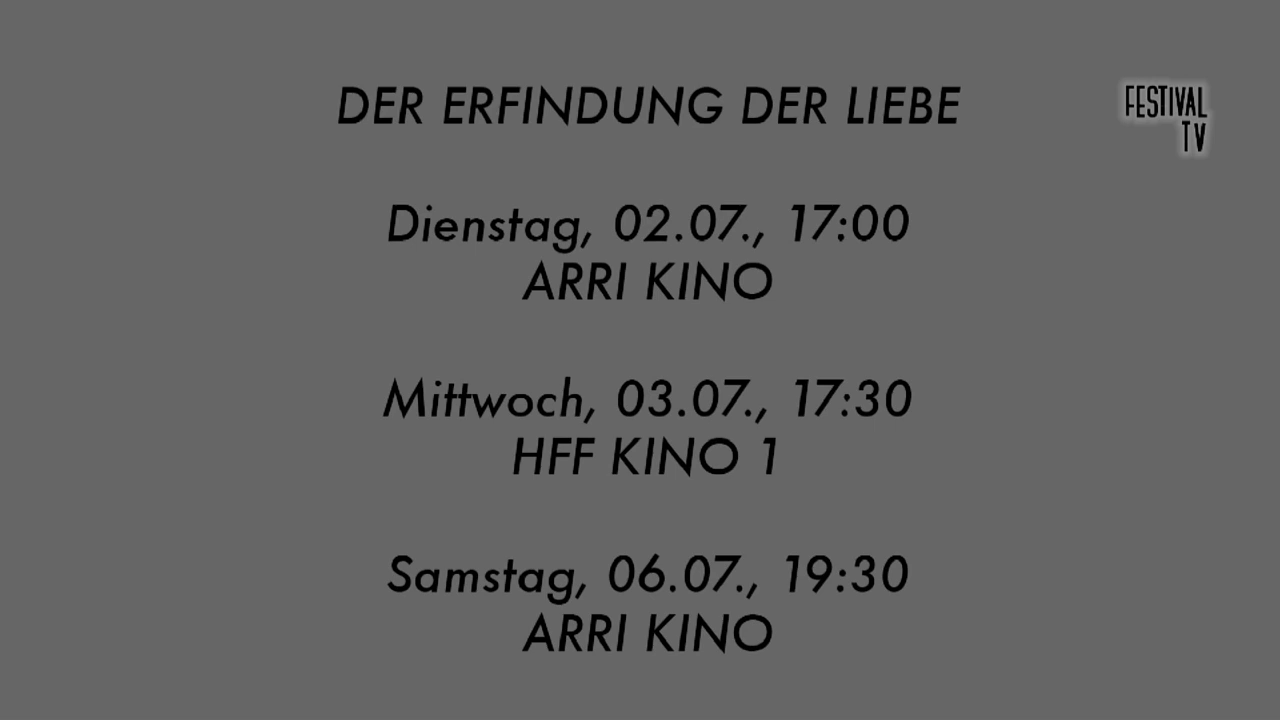 DER ERFINDUNG DER LIEBE
FESTIVAL
TV
Dienstag, 02.07., 17:00
ARRI KINO
Mittwoch, 03.07., 17:30
HFF KINO 1
Samstag, 06.07., 19:30
ARRI KINO